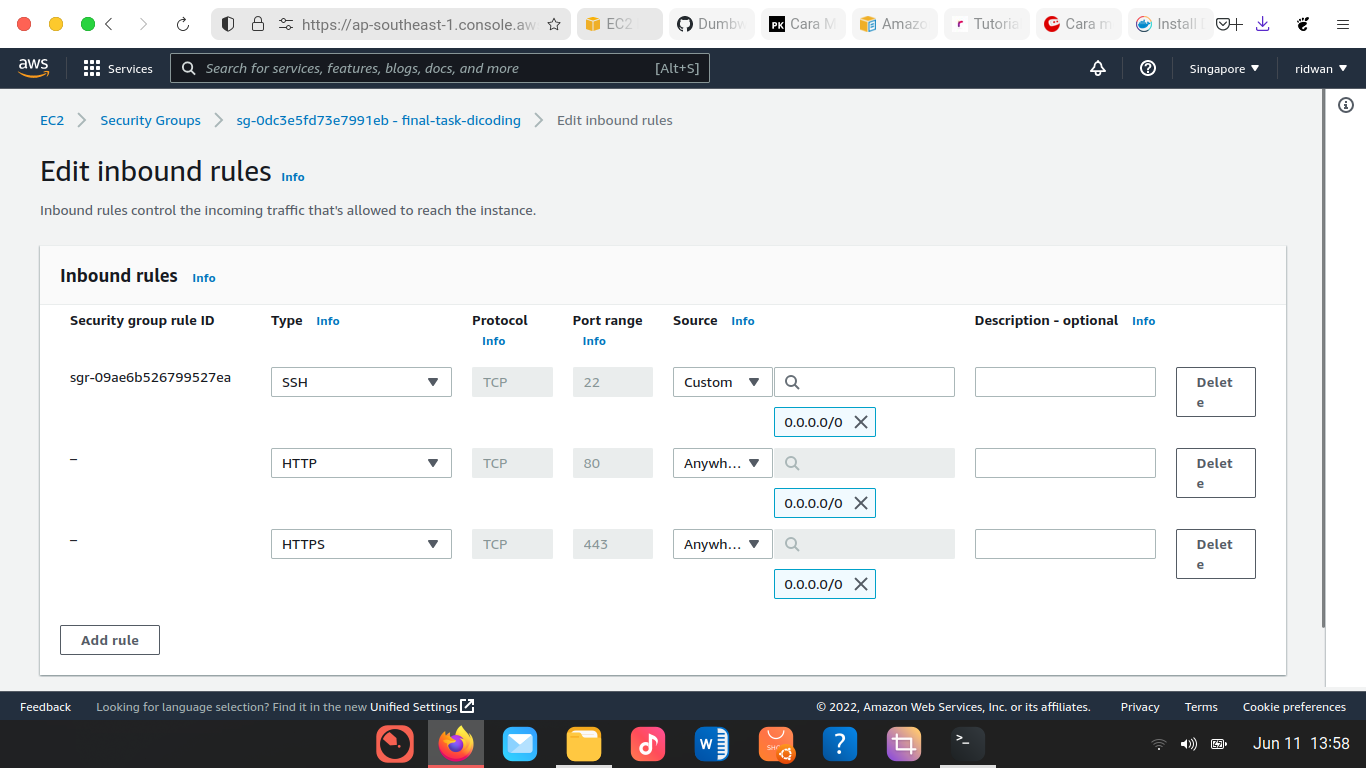 https://ap-southeast-1.console.aw
EC2
Dumbw
PK
Cara M
Amazo
Tutoria
Cara m
Install L
aws
Services
Search for services, features, blogs, docs, and more
[Alt+S]
Singapore
ridwan
EC2
Security Groups
sg-0dc3e5fd73e7991eb - final-task-dicoding
Edit inbound rules
Edit inbound rules Info
Inbound rules control the incoming traffic that's allowed to reach the instance.
Inbound rules Info
Security group rule ID
Type Info
Protocol
Info
Port range
Info
Source Info
Description - optional Info
sgr-09ae6b526799527ea
SSH
TCP
22
Custom
0.0.0.0/0
Delet
e
–
HTTP
TCP
80
Anywh...
0.0.0.0/0
Delet
e
–
HTTPS
TCP
443
Anywh...
0.0.0.0/0
Delet
e
Add rule
Feedback
Looking for language selection? Find it in the new Unified Settings
© 2022, Amazon Web Services, Inc. or its affiliates.
Privacy
Terms
Cookie preferences
W
?
>_
Jun 11 13:58